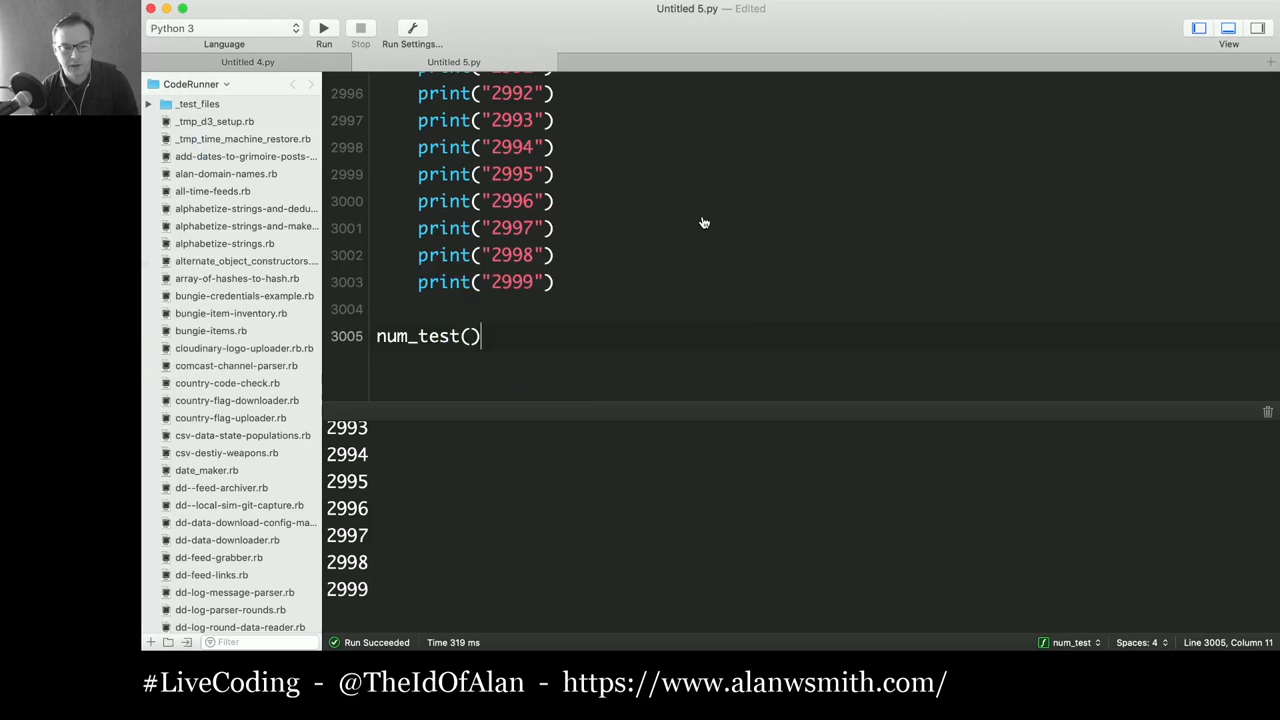 Untitled 5.py — Edited
Python 3
Language
Run
Stop
Run Settings...
View
Untitled 4.py
Untitled 5.py
CodeRunner
_test_files
_tmp_d3_setup.rb
_tmp_time_machine_restore.rb
add-dates-to-grimoire-posts-...
alan-domain-names.rb
all-time-feeds.rb
alphabetize-strings-and-dedu...
alphabetize-strings-and-make...
alphabetize-strings.rb
alternate_object_constructors....
array-of-hashes-to-hash.rb
bungie-credentials-example.rb
bungie-item-inventory.rb
bungie-items.rb
cloudinary-logo-uploader.rb.rb
comcast-channel-parser.rb
country-code-check.rb
country-flag-downloader.rb
country-flag-uploader.rb
csv-data-state-populations.rb
csv-destiy-weapons.rb
date_maker.rb
dd--feed-archiver.rb
dd--local-sim-git-capture.rb
dd-data-download-config-ma...
dd-data-downloader.rb
dd-feed-grabber.rb
dd-feed-links.rb
dd-log-message-parser.rb
dd-log-parser-rounds.rb
dd-log-round-data-reader.rb
Filter
2996 print("2992")
2997 print("2993")
2998 print("2994")
2999 print("2995")
3000 print("2996")
3001 print("2997")
3002 print("2998")
3003 print("2999")
3004
3005 num_test()
2993
2994
2995
2996
2997
2998
2999
Run Succeeded Time 319 ms
num_test Spaces: 4 Line 3005, Column 11
#LiveCoding - @TheIdOfAlan - https://www.alanwsmith.com/